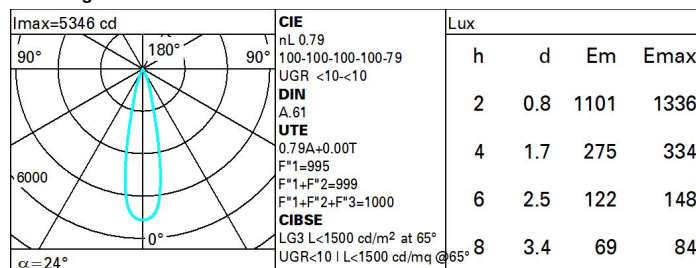 Imax=5346 cd
90°
180°
90°
6000
0°
α=24°
CIE
nL 0.79
100-100-100-100-79
UGR <10-<10
DIN
A.61
UTE
0.79A+0.00T
F"1=995
F"1+F"2=999
F"1+F"2+F"3=1000
CIBSE
LG3 L<1500 cd/m² at 65°
UGR<10 | L<1500 cd/mq @65°
Lux
h d Em Emax
2 0.8 1101 1336
4 1.7 275 334
6 2.5 122 148
8 3.4 69 84